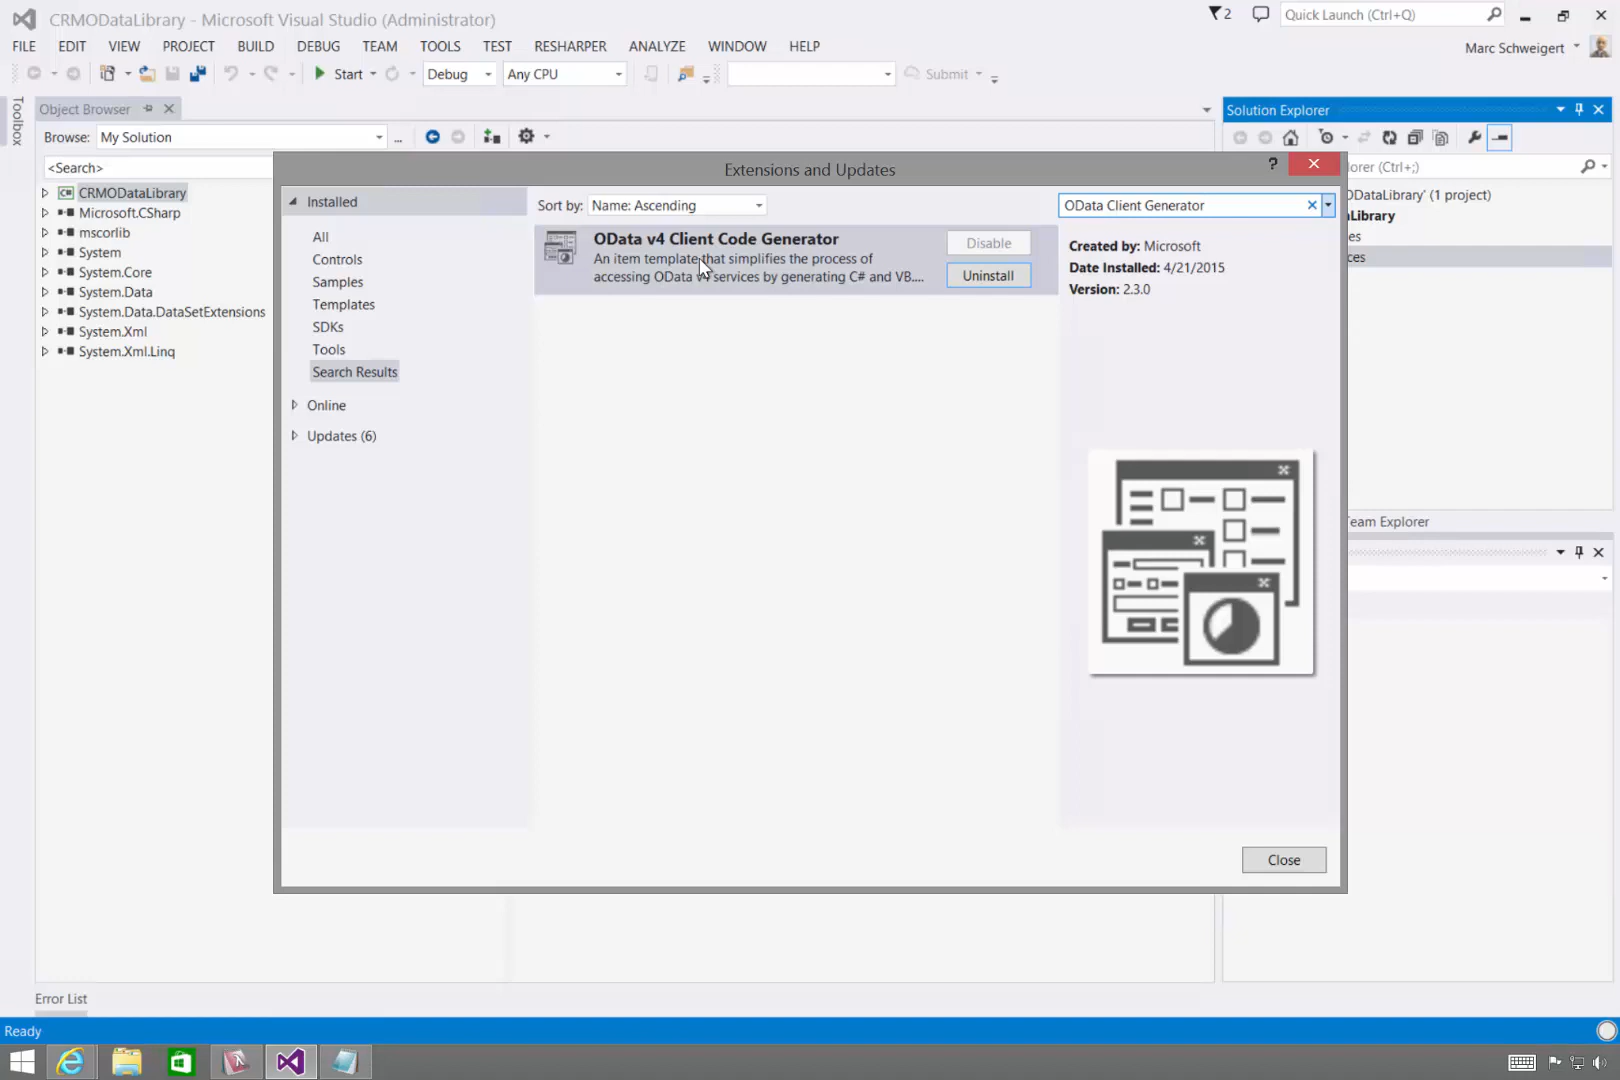 CRMODataLibrary - Microsoft Visual Studio (Administrator)
2
Quick Launch (Ctrl+Q)
FILE EDIT VIEW PROJECT BUILD DEBUG TEAM TOOLS TEST RESHARPER ANALYZE WINDOW HELP
Marc Schweigert
Start
Debug
Any CPU
Submit
Toolbox
Object Browser
Browse: My Solution
...
<Search>
CRMODataLibrary
Microsoft.CSharp
mscorlib
System
System.Core
System.Data
System.Data.DataSetExtensions
System.Xml
System.Xml.Linq
Extensions and Updates
?
Installed
All
Controls
Samples
Templates
SDKs
Tools
Search Results
Online
Updates (6)
Sort by: Name: Ascending
OData Client Generator
OData v4 Client Code Generator
An item template that simplifies the process of
accessing OData v4 services by generating C# and VB....
Disable
Uninstall
Created by: Microsoft
Date Installed: 4/21/2015
Version: 2.3.0
Close
Solution Explorer
lorer (Ctrl+;)
ODataLibrary' (1 project)
aLibrary
es
ces
Team Explorer
Error List
Ready